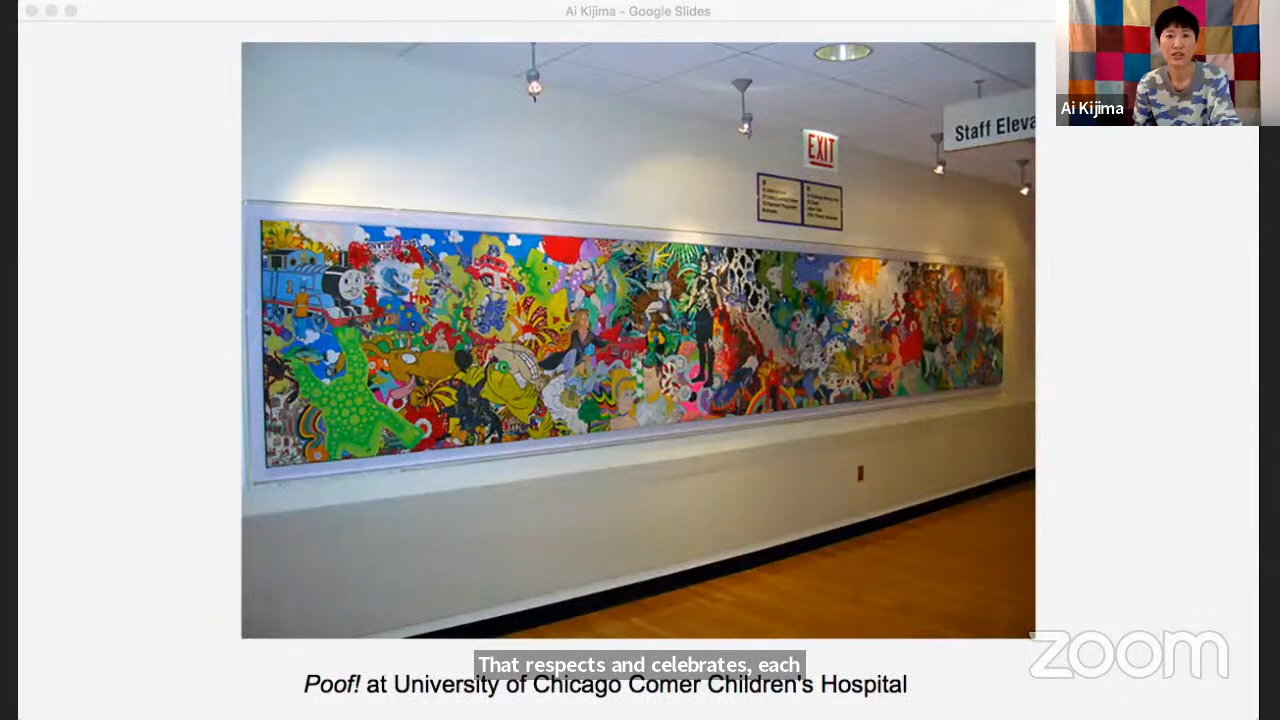 Ai Kijima - Google Slides
Ai Kijima
Staff Eleva
EXIT
That respects and celebrates, each
Poof! at University of Chicago Comer Children's Hospital
zoom